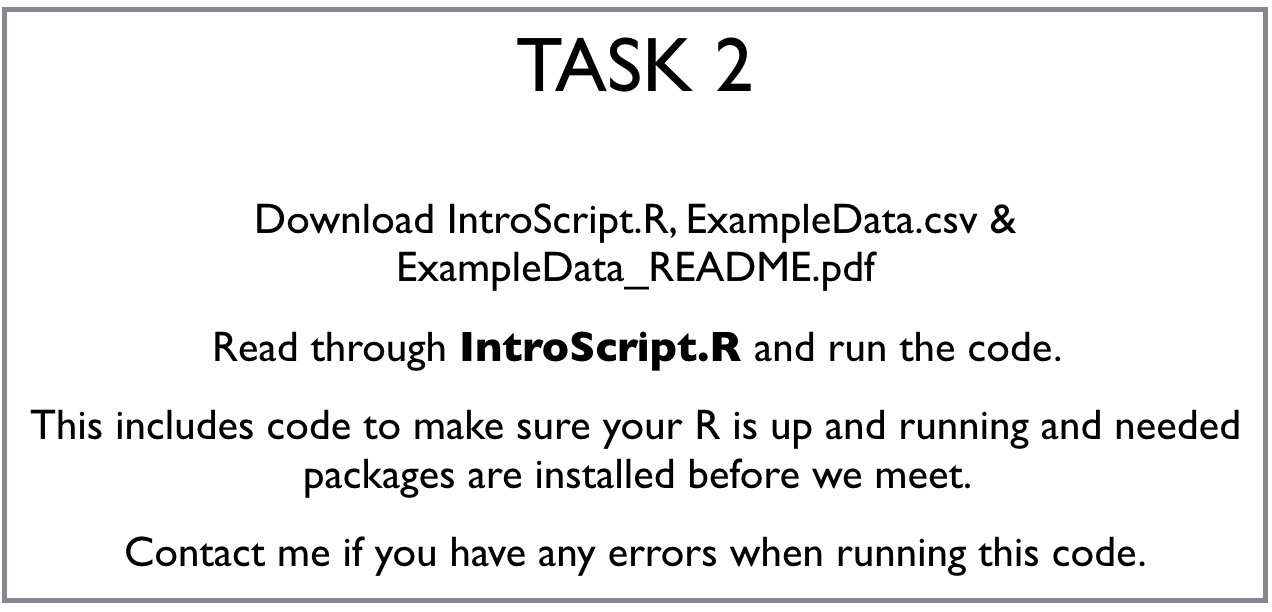 TASK 2
Download IntroScript.R, ExampleData.csv &
ExampleData_README.pdf
Read through IntroScript.R and run the code.
This includes code to make sure your R is up and running and needed
packages are installed before we meet.
Contact me if you have any errors when running this code.